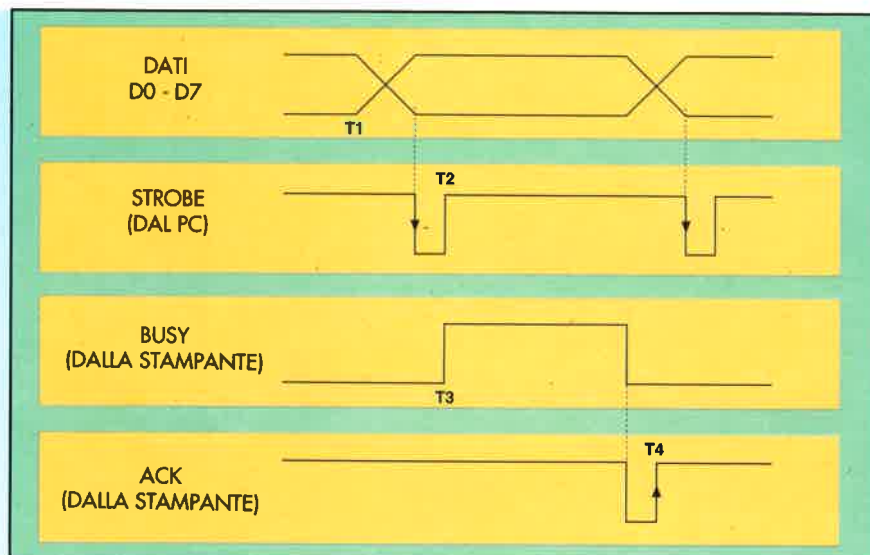 DATI
D0 - D7
T1
STROBE
(DAL PC)
T2
BUSY
(DALLA STAMPANTE)
T3
ACK
(DALLA STAMPANTE)
T4